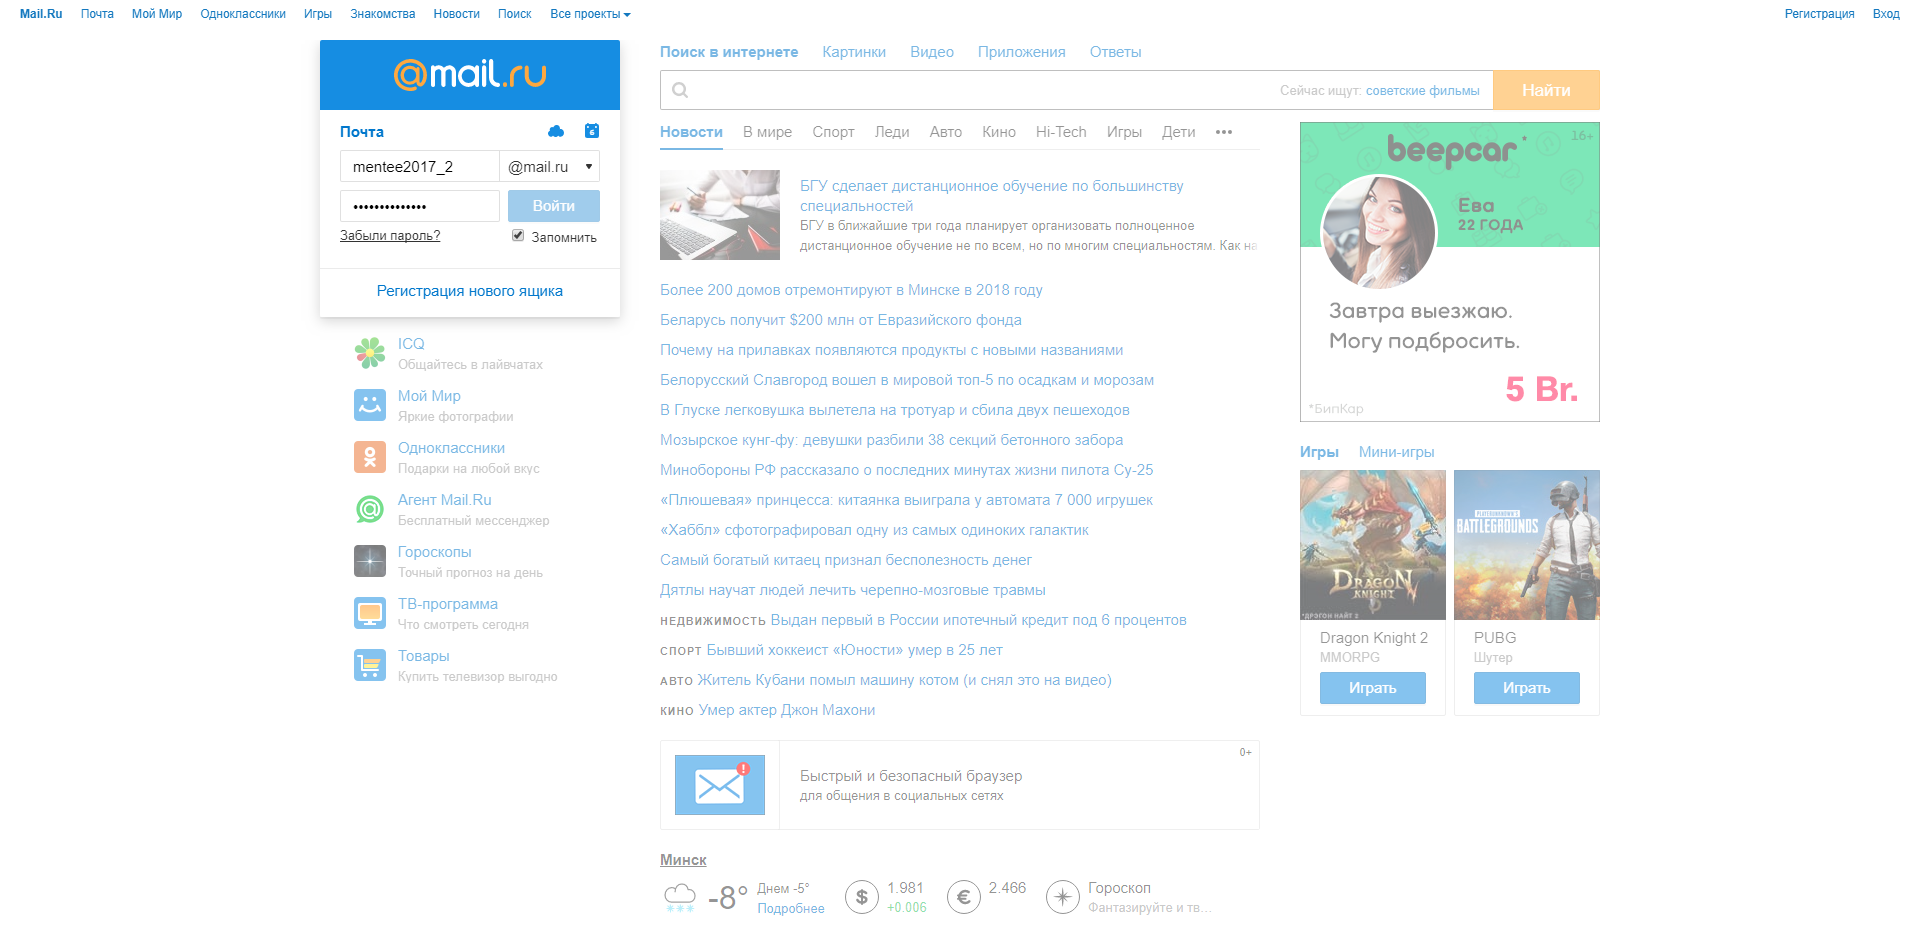 Mail.Ru Почта Мой Мир Одноклассники Игры Знакомства Новости Поиск Все проекты Регистрация Вход
@mail.ru
Почта
6
mentee2017_2 @mail.ru
•••••••••••••• Войти
Забыли пароль? Запомнить
Регистрация нового ящика
ICQ
Общайтесь в лайвчатах
Мой Мир
Яркие фотографии
Одноклассники
Подарки на любой вкус
Агент Mail.Ru
Бесплатный мессенджер
Гороскопы
Точный прогноз на день
ТВ-программа
Что смотреть сегодня
Товары
Купить телевизор выгодно
Поиск в интернете Картинки Видео Приложения Ответы
Сейчас ищут: советские фильмы Найти
Новости В мире Спорт Леди Авто Кино Hi-Tech Игры Дети •••
БГУ сделает дистанционное обучение по большинству
специальностей
БГУ в ближайшие три года планирует организовать полноценное
дистанционное обучение не по всем, но по многим специальностям. Как на
Более 200 домов отремонтируют в Минске в 2018 году
Беларусь получит $200 млн от Евразийского фонда
Почему на прилавках появляются продукты с новыми названиями
Белорусский Славгород вошел в мировой топ-5 по осадкам и морозам
В Глуске легковушка вылетела на тротуар и сбила двух пешеходов
Мозырское кунг-фу: девушки разбили 38 секций бетонного забора
Минобороны РФ рассказало о последних минутах жизни пилота Су-25
«Плюшевая» принцесса: китаянка выиграла у автомата 7 000 игрушек
«Хаббл» сфотографировал одну из самых одиноких галактик
Самый богатый китаец признал бесполезность денег
Дятлы научат людей лечить черепно-мозговые травмы
НЕДВИЖИМОСТЬ Выдан первый в России ипотечный кредит под 6 процентов
СПОРТ Бывший хоккеист «Юности» умер в 25 лет
АВТО Житель Кубани помыл машину котом (и снял это на видео)
КИНО Умер актер Джон Махони
0+
Быстрый и безопасный браузер
для общения в социальных сетях
Минск
-8° Днем -5° Подробнее
$ 1.981 +0.006
€ 2.466
Гороскоп
Фантазируйте и тв...
16+
beepcar*
Ева
22 ГОДА
Завтра выезжаю.
Могу подбросить.
5 Br.
*БипКар
Игры Мини-игры
DRAGON
KNIGHT
*ДРЭГОН НАЙТ 2
Dragon Knight 2
MMORPG
Играть
PLAYERUNKNOWN'S
BATTLEGROUNDS
PUBG
Шутер
Играть